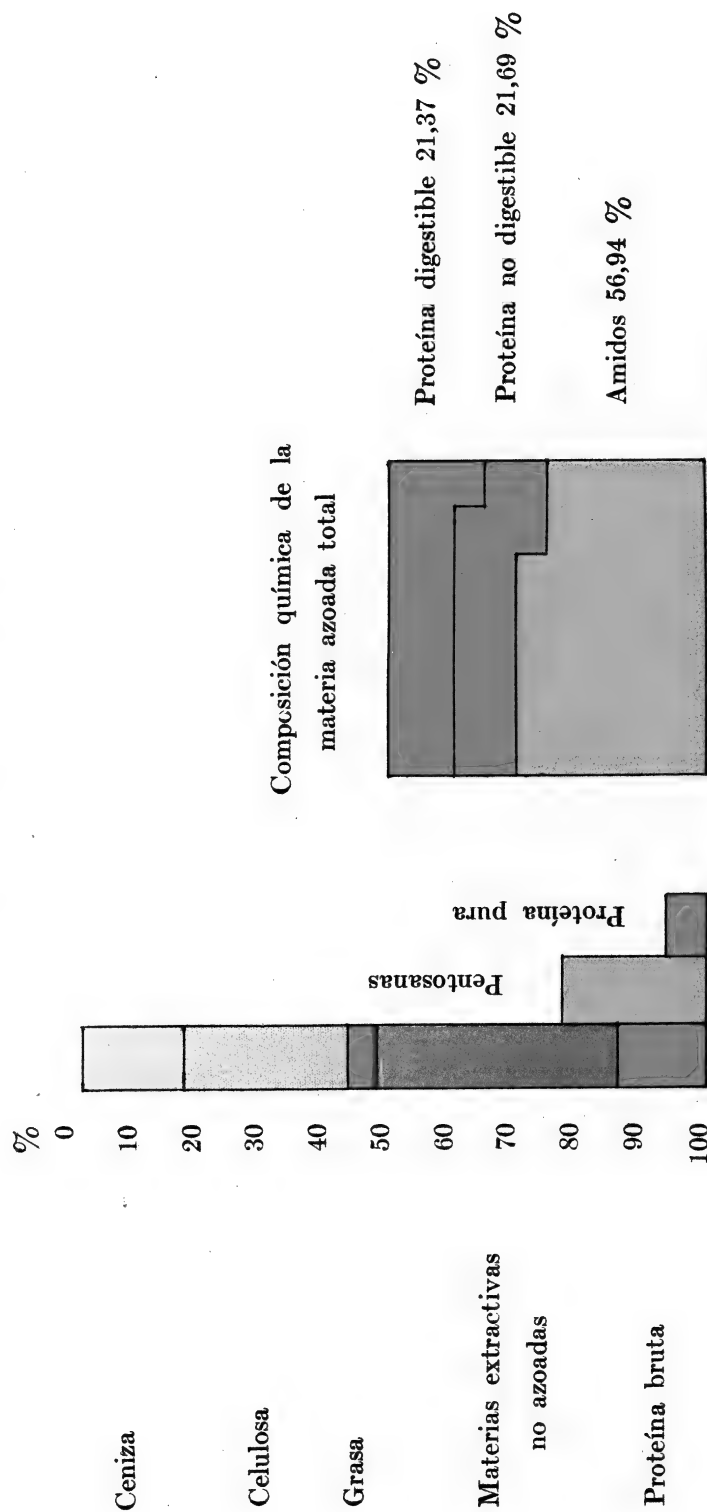 %
0
10
20
30
40
50
60
70
80
90
100
Ceniza
Celulosa
Grasa
Materias extractivas
no azoadas
Proteína bruta
Pentosanas
Proteína pura
Composición química de la
materia azoada total
Proteína digestible 21,37 %
Proteína no digestible 21,69 %
Amidos 56,94 %